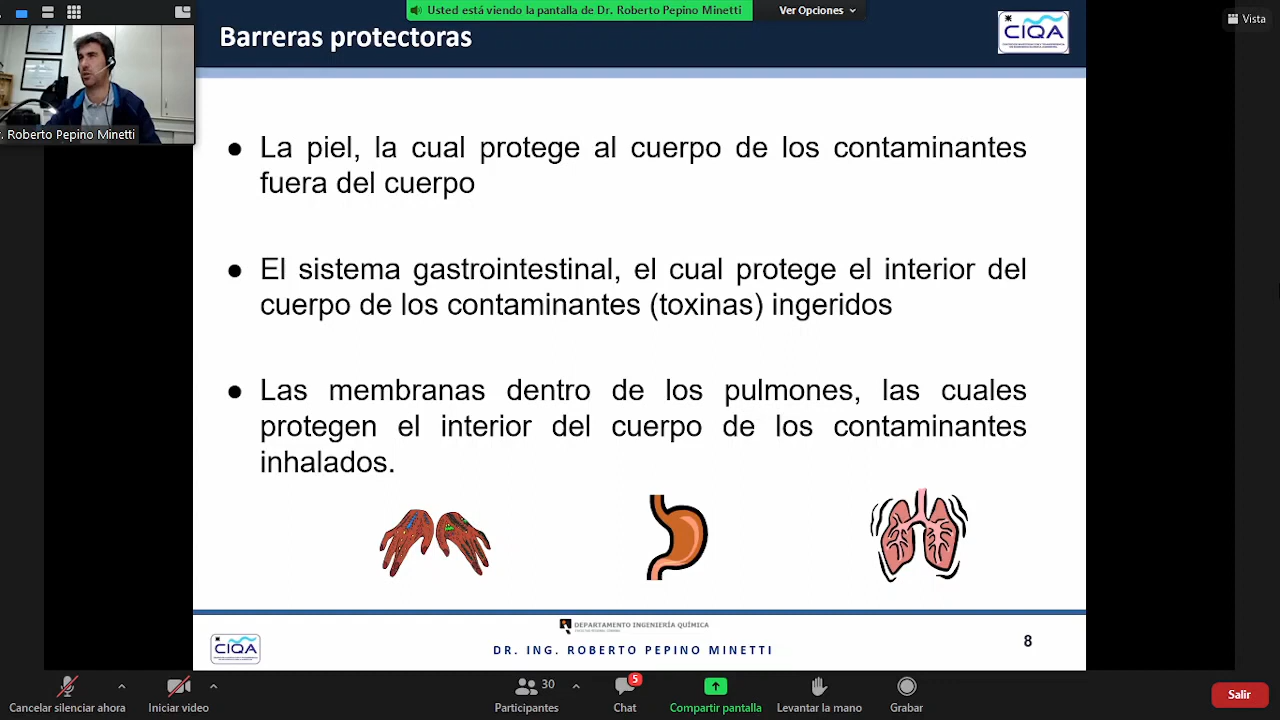 Usted está viendo la pantalla de Dr. Roberto Pepino Minetti
Ver Opciones
Vista
Barreras protectoras
CIQA
r. Roberto Pepino Minetti
● La piel, la cual protege al cuerpo de los contaminantes
fuera del cuerpo
● El sistema gastrointestinal, el cual protege el interior del
cuerpo de los contaminantes (toxinas) ingeridos
● Las membranas dentro de los pulmones, las cuales
protegen el interior del cuerpo de los contaminantes
inhalados.
DEPARTAMENTO INGENIERÍA QUÍMICA
CIQA
DR. ING. ROBERTO PEPINO MINETTI
8
Cancelar silenciar ahora
Iniciar video
30
Participantes
5
Chat
Compartir pantalla
Levantar la mano
Grabar
Salir